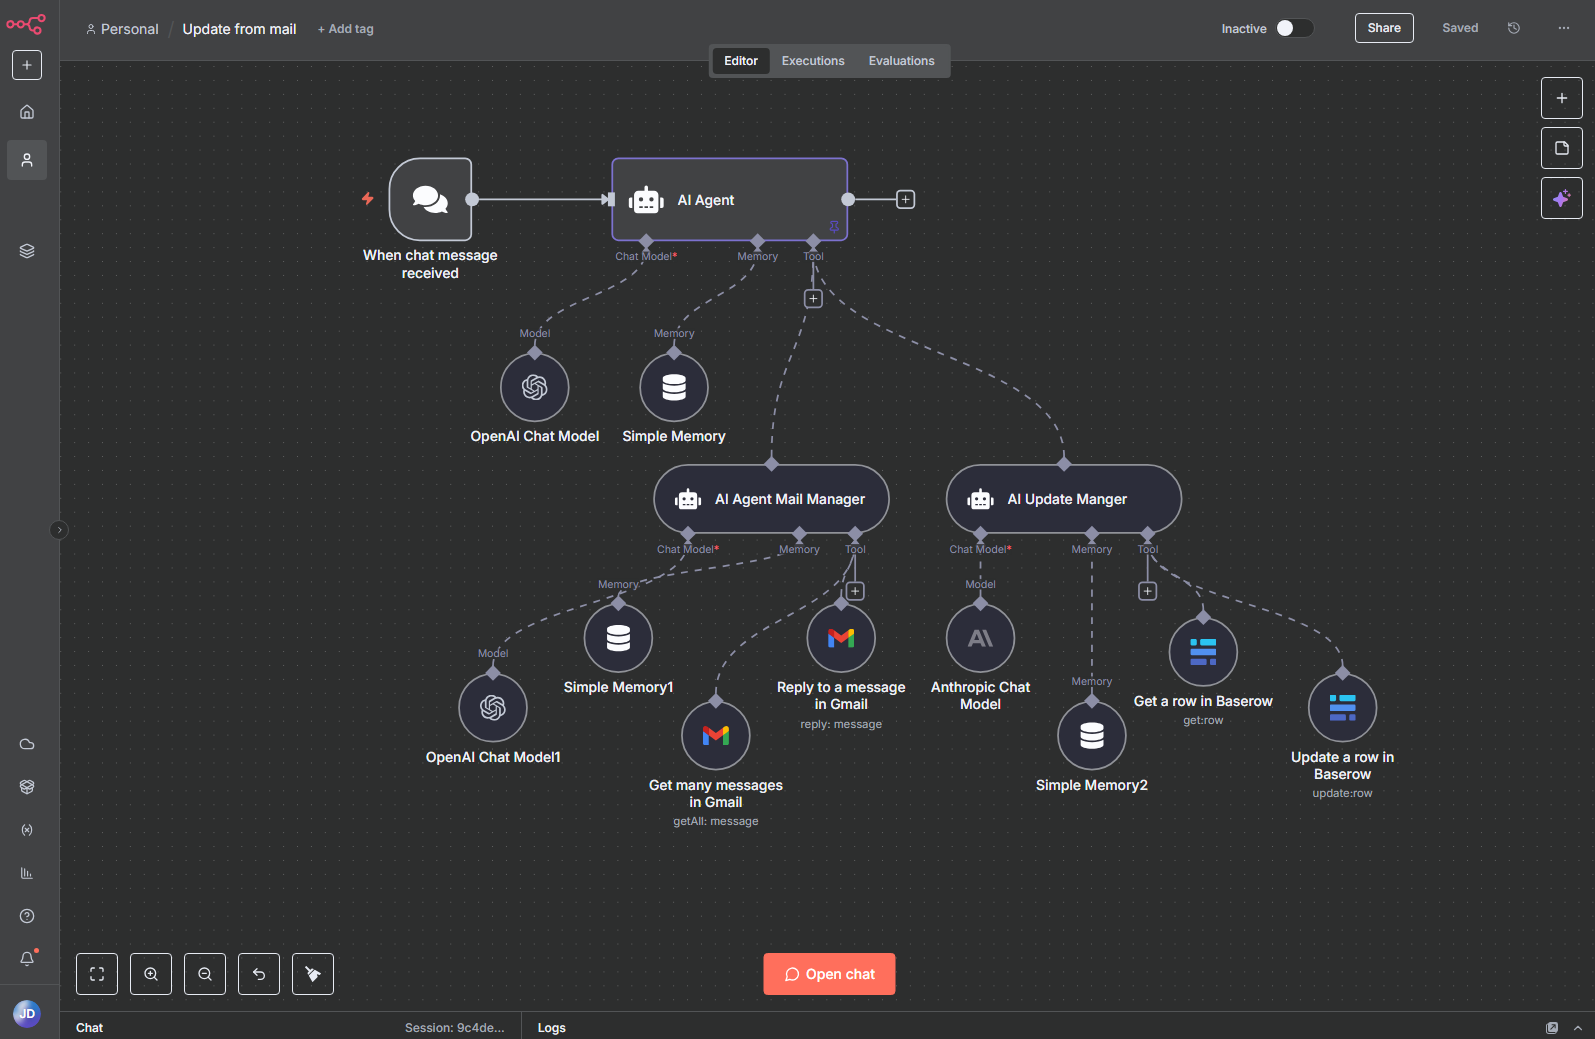 Personal / Update from mail + Add tag
Inactive
Share
Saved
Editor
Executions
Evaluations
When chat message
received
AI Agent
Chat Model*
Memory
Tool
Model
OpenAI Chat Model
Memory
Simple Memory
AI Agent Mail Manager
Chat Model*
Memory
Tool
AI Update Manger
Chat Model*
Memory
Tool
Model
OpenAI Chat Model1
Memory
Simple Memory1
Get many messages
in Gmail
getAll: message
Reply to a message
in Gmail
reply: message
Model
Anthropic Chat
Model
Memory
Simple Memory2
Get a row in Baserow
get:row
Update a row in
Baserow
update:row
Open chat
JD
Chat
Session: 9c4de...
Logs